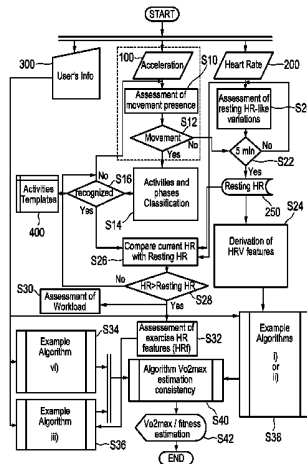 START
300
User's Info
100
Acceleration
S10
Assessment of
movement presence
S12
Movement
No
Yes
Heart Rate
200
Assessment of
resting HR-like
variations
5 min
No
S22
Yes
Resting HR
250
S24
Derivation of
HRV features
No
S16
recognized
Yes
Activities
Templates
400
Activities and
phases
Classification
S14
Compare current HR
with Resting HR
S26
No
HR>Resting HR
S28
Yes
S30
Assessment of
Workload
Assessment of
exercise HR
features (HRf)
S32
S34
Example
Algorithm
vi)
Example
Algorithm
iii)
S36
Algorithm Vo2max
estimation
consistency
S40
Example
Algorithms
i)
or
ii)
S38
Vo2max / fitness
estimation
S42
END